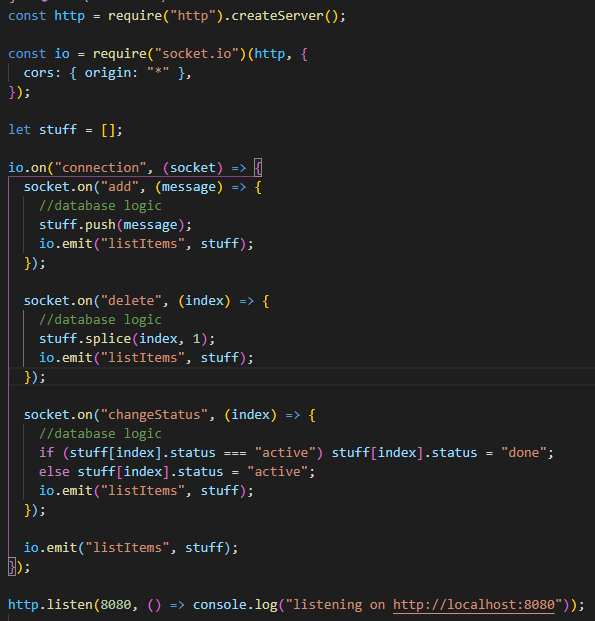 const http = require("http").createServer();
const io = require("socket.io")(http, {
  cors: { origin: "*" },
});
let stuff = [];
io.on("connection", (socket) => {
  socket.on("add", (message) => {
    //database logic
    stuff.push(message);
    io.emit("listItems", stuff);
  });
  socket.on("delete", (index) => {
    //database logic
    stuff.splice(index, 1);
    io.emit("listItems", stuff);
  });
  socket.on("changeStatus", (index) => {
    //database logic
    if (stuff[index].status === "active") stuff[index].status = "done";
    else stuff[index].status = "active";
    io.emit("listItems", stuff);
  });
  io.emit("listItems", stuff);
});
http.listen(8080, () => console.log("listening on http://localhost:8080"));